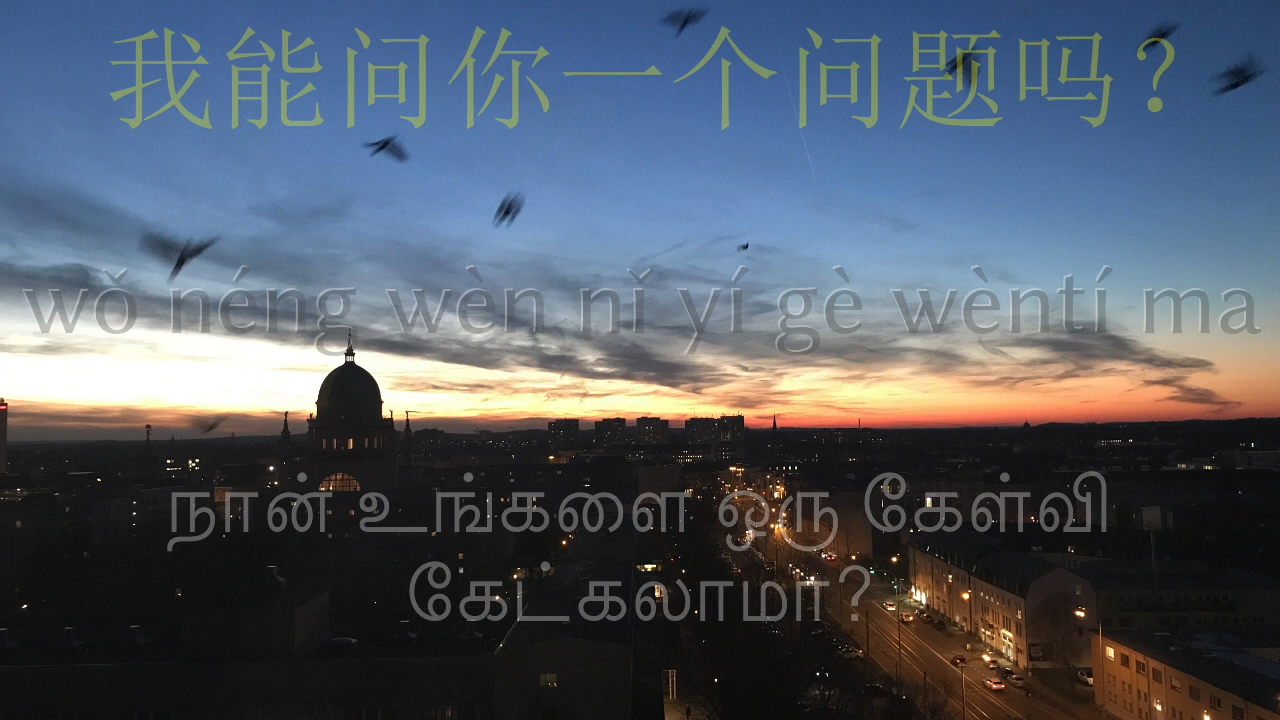 我能问你一个问题吗？
wǒ néng wèn nǐ yí gè wèntí ma
நான் உங்களை ஒரு கேள்வி
கேட்கலாமா?